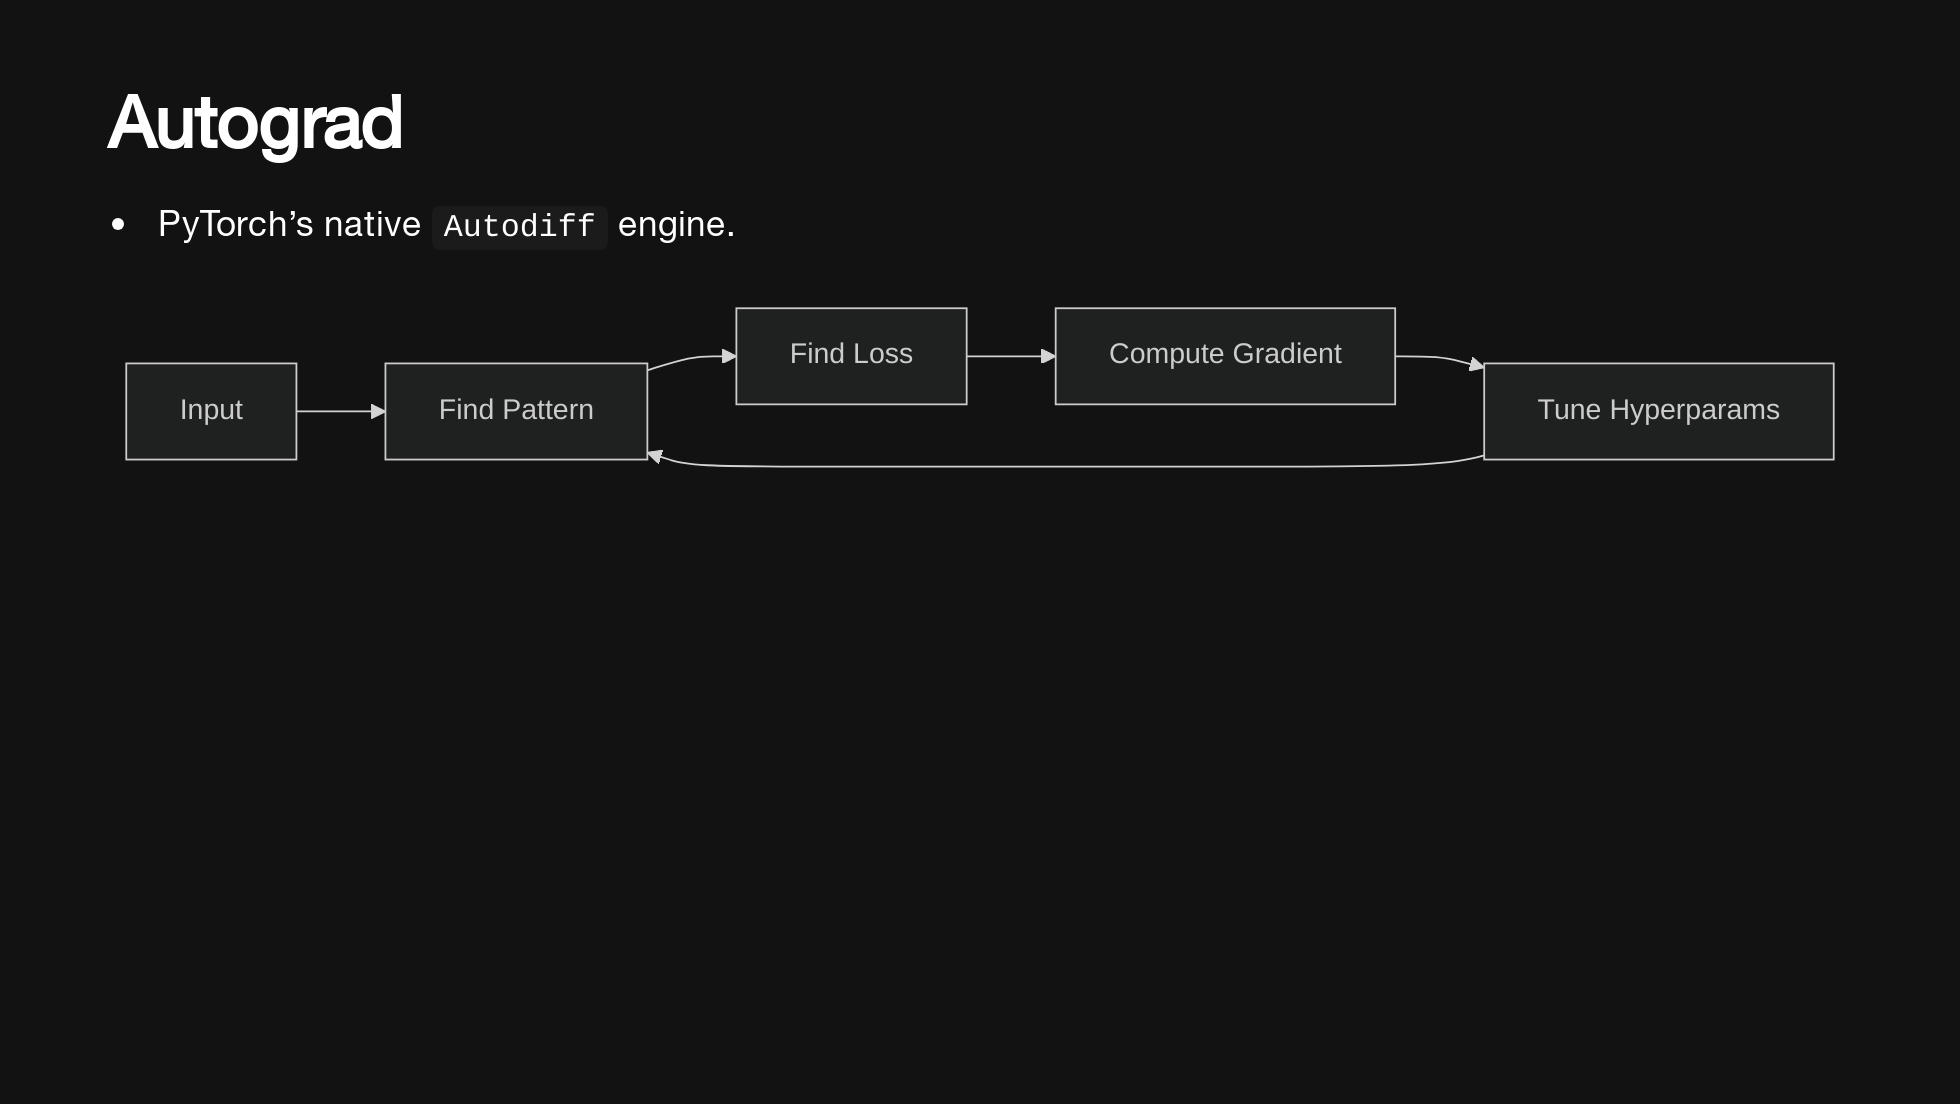 Autograd
• PyTorch’s native Autodiff engine.
Input
Find Pattern
Find Loss
Compute Gradient
Tune Hyperparams